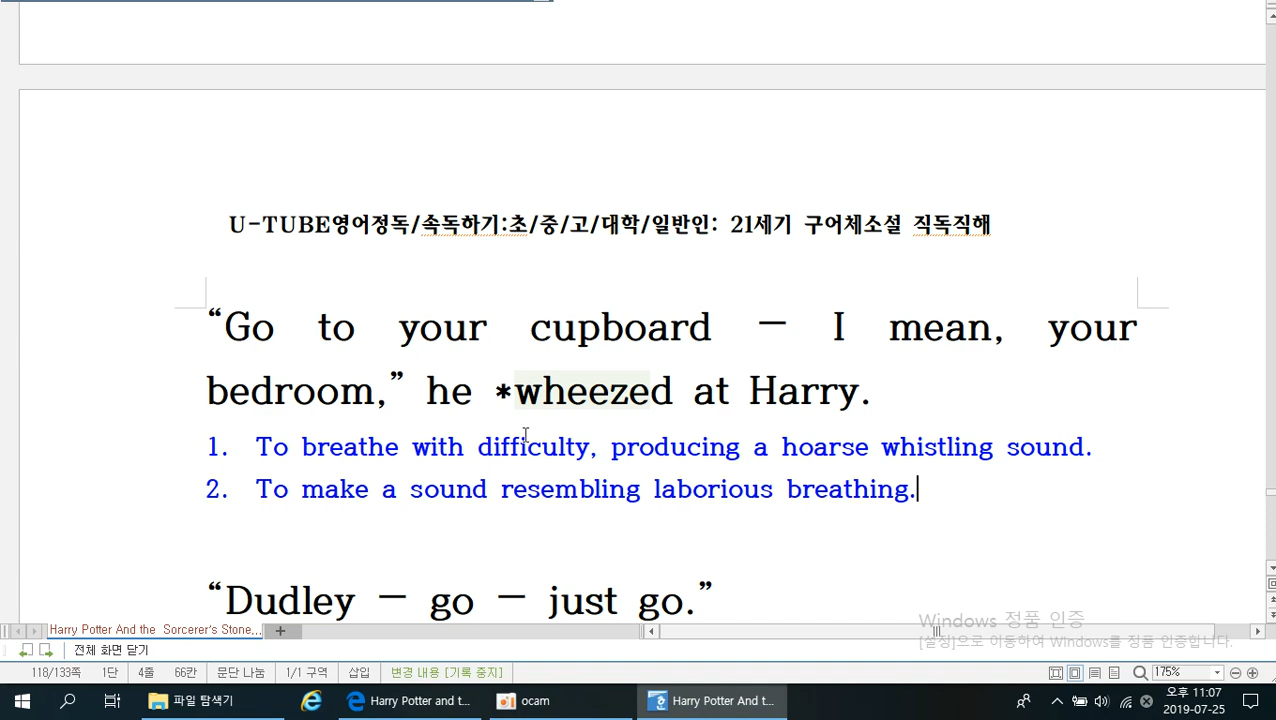 U-TUBE영어정독/속독하기:초/중/고/대학/일반인: 21세기 구어체소설 직독직해
“Go to your cupboard — I mean, your
bedroom,” he *wheezed at Harry.
1. To breathe with difficulty, producing a hoarse whistling sound.
2. To make a sound resembling laborious breathing.
“Dudley — go — just go.”
Windows 정품 인증
[설정]으로 이동하여 Windows를 정품 인증합니다.
Harry Potter And the Sorcerer's Stone...
전체 화면 닫기
118/133쪽 1단 4줄 66칸 문단 나눔 1/1 구역 삽입 변경 내용 [기록 중지] 175%
파일 탐색기 Harry Potter and t... ocam Harry Potter And t... 오후 11:07
2019-07-25